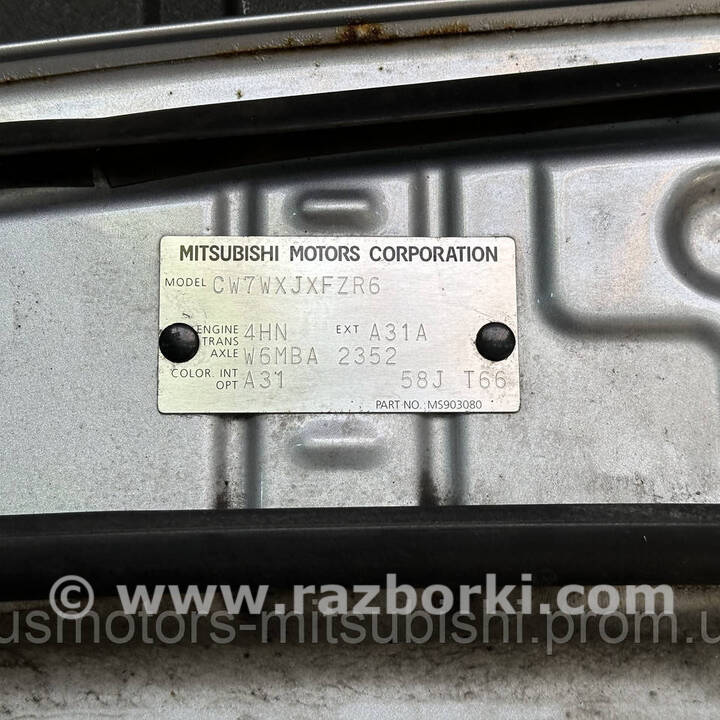 MITSUBISHI MOTORS CORPORATION
MODEL CW7WXJXFZR6
ENGINE 4HN EXT A31A
TRANS
AXLE W6MBA 2352
COLOR. INT A31 58J T66
OPT
PART NO.: MS903080
© www.razborki.com
usmotors-mitsubishi.prom.u